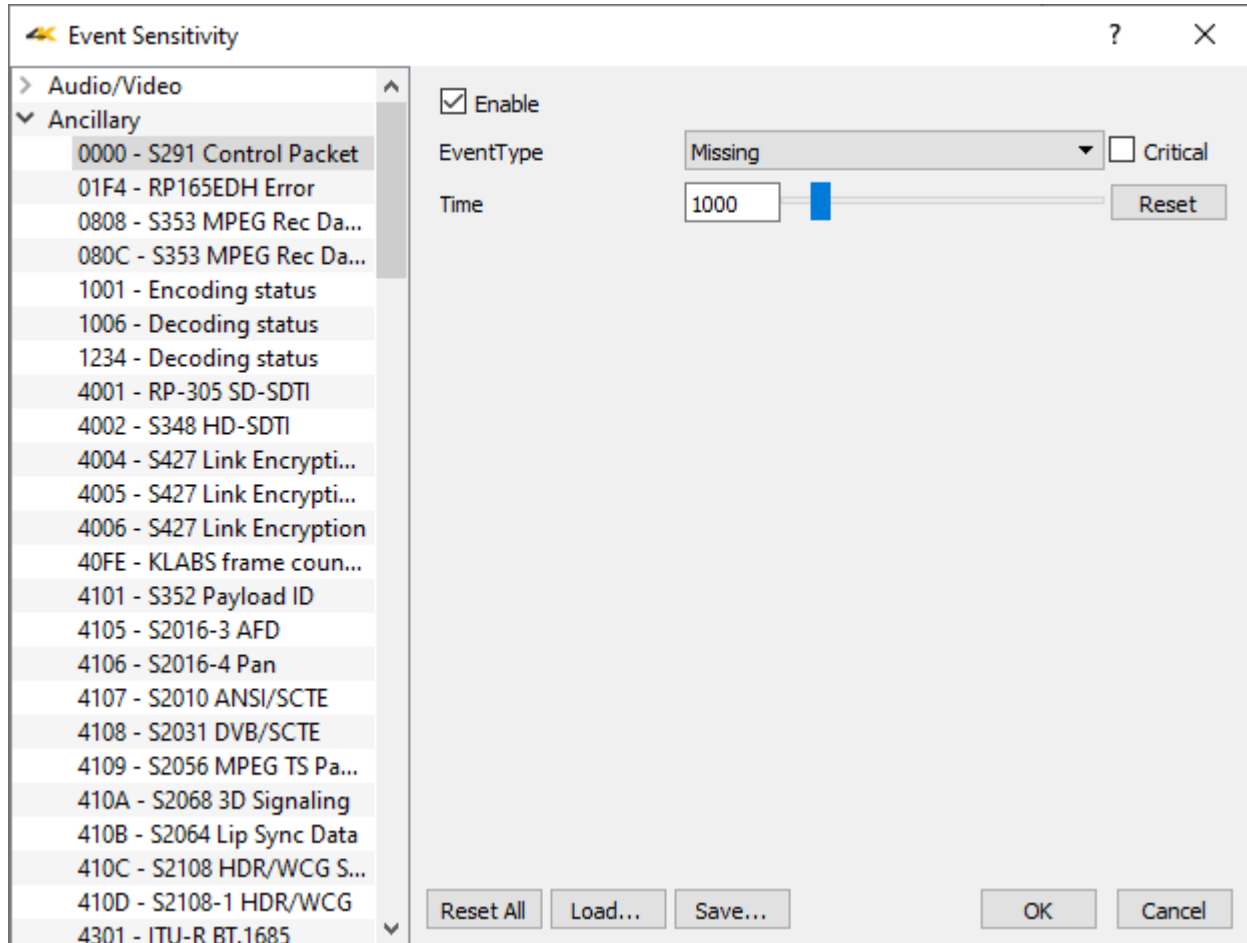 4K Event Sensitivity ? ×
Audio/Video
Ancillary
0000 - S291 Control Packet
01F4 - RP165EDH Error
0808 - S353 MPEG Rec Da...
080C - S353 MPEG Rec Da...
1001 - Encoding status
1006 - Decoding status
1234 - Decoding status
4001 - RP-305 SD-SDTI
4002 - S348 HD-SDTI
4004 - S427 Link Encrypti...
4005 - S427 Link Encrypti...
4006 - S427 Link Encryption
40FE - KLABS frame coun...
4101 - S352 Payload ID
4105 - S2016-3 AFD
4106 - S2016-4 Pan
4107 - S2010 ANSI/SCTE
4108 - S2031 DVB/SCTE
4109 - S2056 MPEG TS Pa...
410A - S2068 3D Signaling
410B - S2064 Lip Sync Data
410C - S2108 HDR/WCG S...
410D - S2108-1 HDR/WCG
4301 - ITU-R BT.1685
Enable
EventType Missing Critical
Time 1000 Reset
Reset All Load... Save... OK Cancel